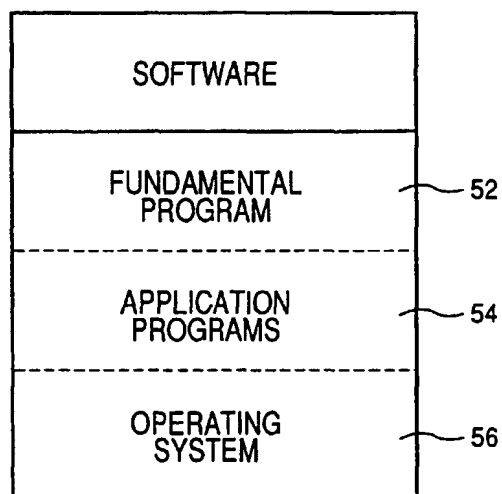 SOFTWARE
FUNDAMENTAL
PROGRAM
52
APPLICATION
PROGRAMS
54
OPERATING
SYSTEM
56